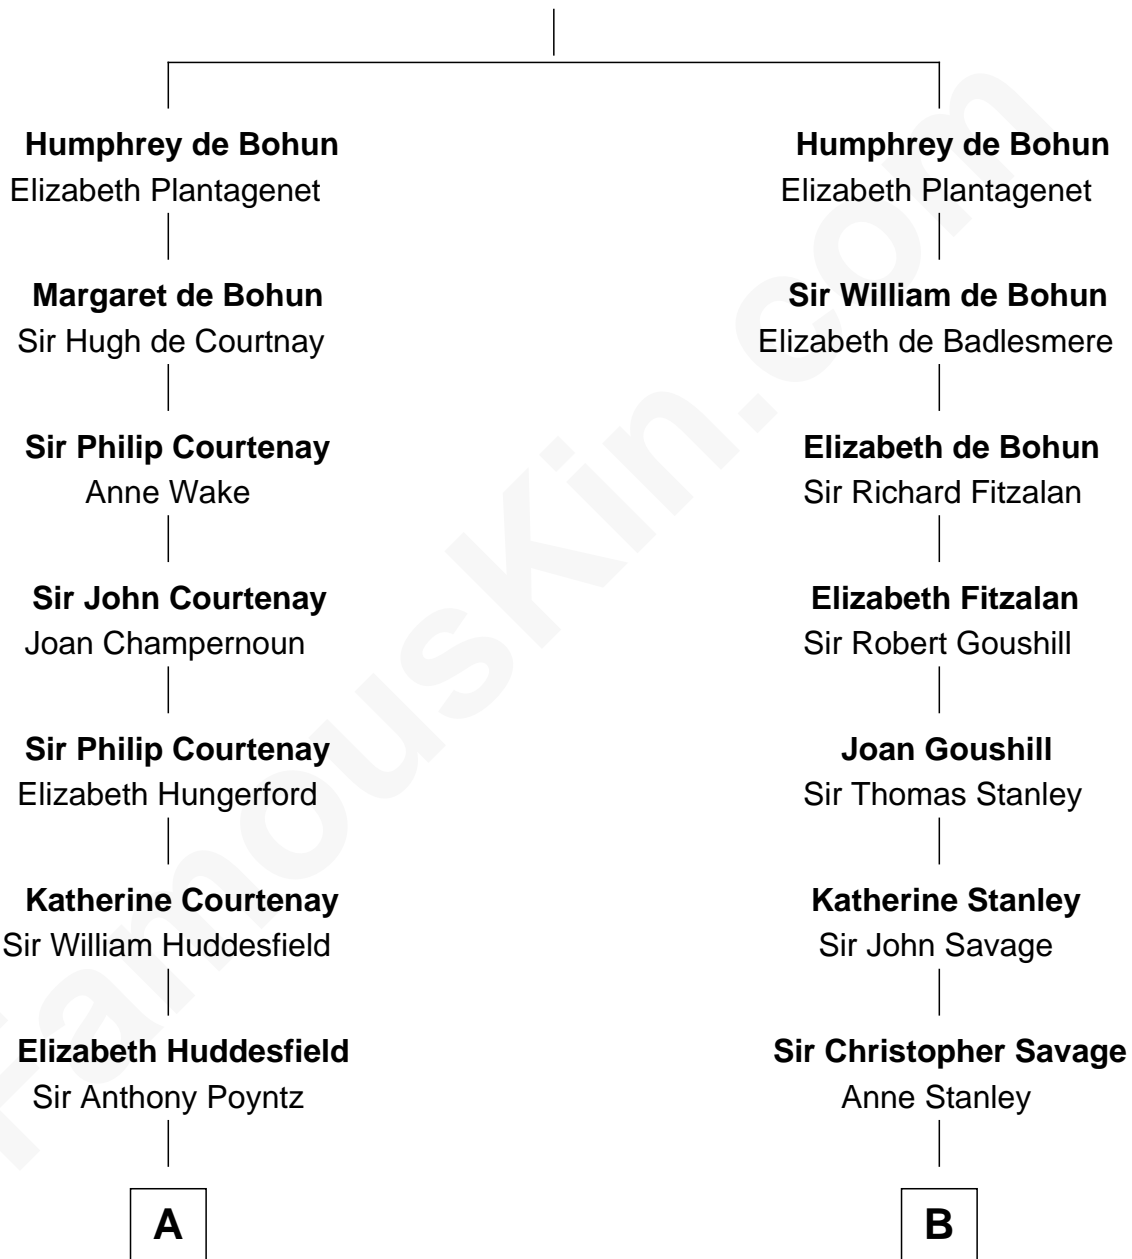 Humphrey de Bohun
Elizabeth Plantagenet
Margaret de Bohun
Sir Hugh de Courtnay
Sir Philip Courtenay
Anne Wake
Sir John Courtenay
Joan Champernoun
Sir Philip Courtenay
Elizabeth Hungerford
Katherine Courtenay
Sir William Huddesfield
Elizabeth Huddesfield
Sir Anthony Poyntz
A
Humphrey de Bohun
Elizabeth Plantagenet
Sir William de Bohun
Elizabeth de Badlesmere
Elizabeth de Bohun
Sir Richard Fitzalan
Elizabeth Fitzalan
Sir Robert Goushill
Joan Goushill
Sir Thomas Stanley
Katherine Stanley
Sir John Savage
Sir Christopher Savage
Anne Stanley
B
FamousKin.com